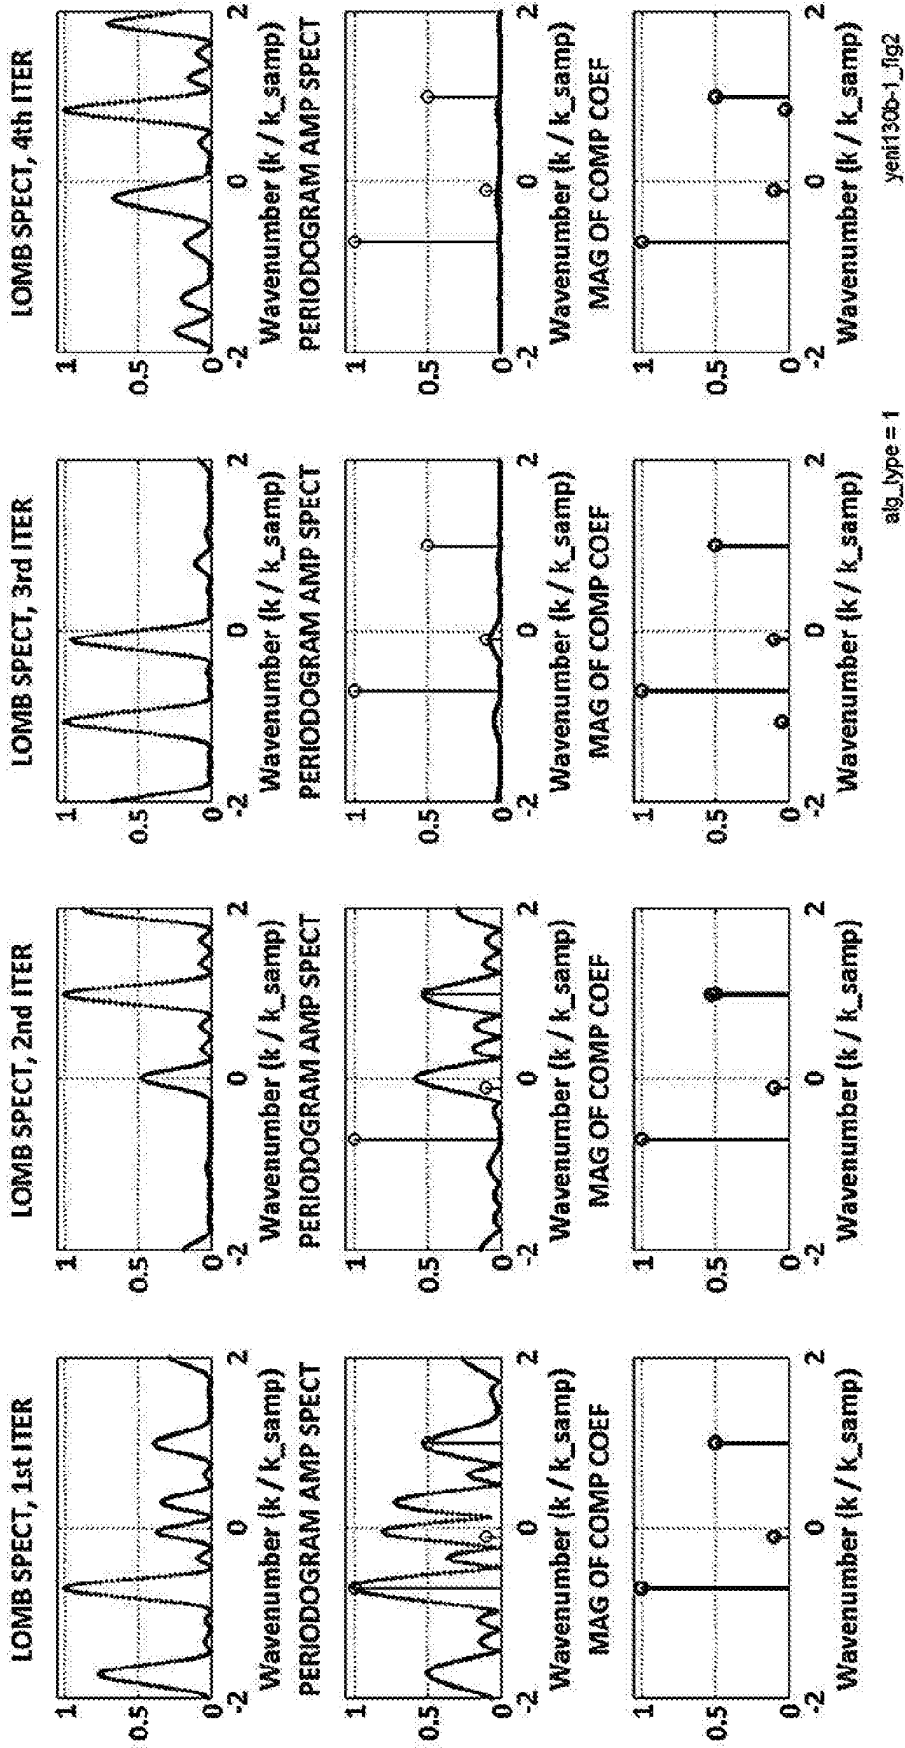 LOMB SPECT, 1st ITER
1
0.5
0
Wavenumber (k / k_samp)
LOMB SPECT, 2nd ITER
1
0.5
0
Wavenumber (k / k_samp)
LOMB SPECT, 3rd ITER
1
0.5
0
Wavenumber (k / k_samp)
LOMB SPECT, 4th ITER
1
0.5
0
Wavenumber (k / k_samp)
-2 0 2
-2 0 2
-2 0 2
-2 0 2
PERIODOGRAM AMP SPECT
1
0.5
0
-2 0 2
Wavenumber (k / k_samp)
PERIODOGRAM AMP SPECT
1
0.5
0
-2 0 2
Wavenumber (k / k_samp)
PERIODOGRAM AMP SPECT
1
0.5
0
-2 0 2
Wavenumber (k / k_samp)
PERIODOGRAM AMP SPECT
1
0.5
0
-2 0 2
Wavenumber (k / k_samp)
MAG OF COMP COEF
1
0.5
0
-2 0 2
Wavenumber (k / k_samp)
MAG OF COMP COEF
1
0.5
0
-2 0 2
Wavenumber (k / k_samp)
MAG OF COMP COEF
1
0.5
0
-2 0 2
Wavenumber (k / k_samp)
MAG OF COMP COEF
1
0.5
0
-2 0 2
Wavenumber (k / k_samp)
alg_type = 1
yeni130b-1_fig2